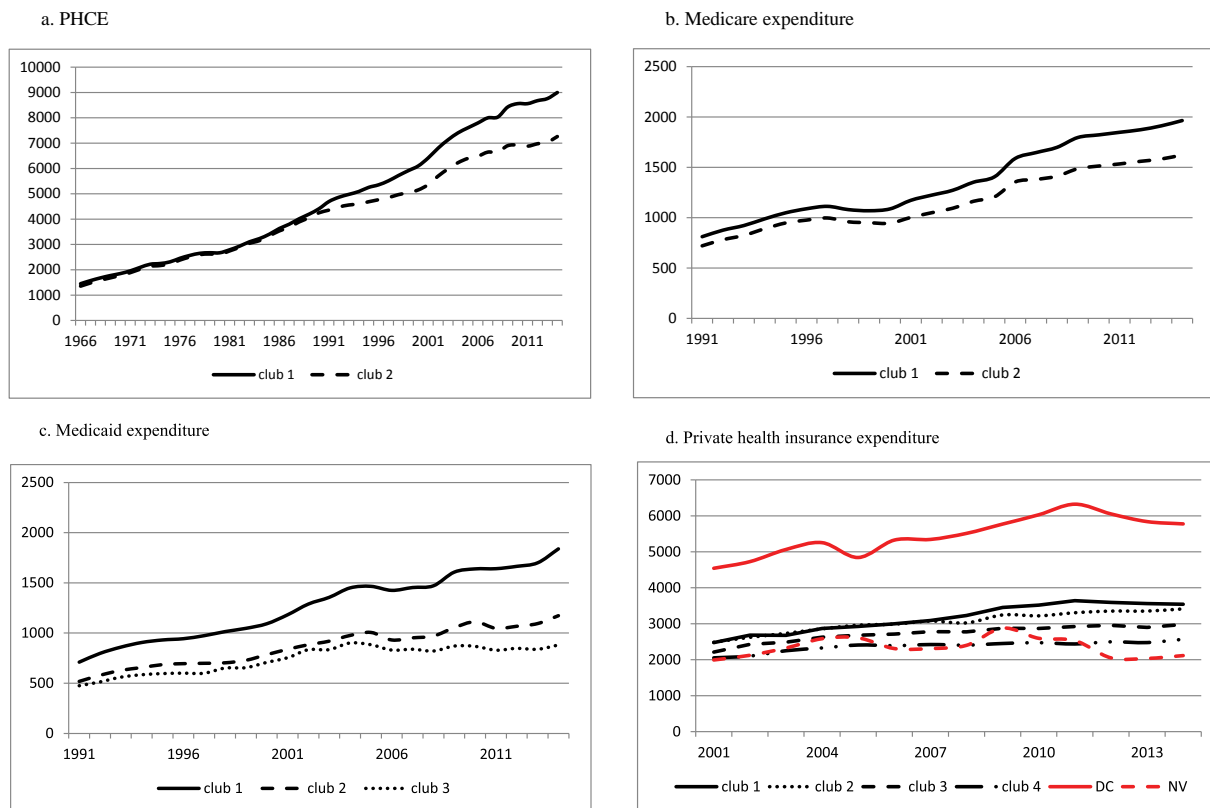 a. PHCE
10000
9000
8000
7000
6000
5000
4000
3000
2000
1000
0
1966 1971 1976 1981 1986 1991 1996 2001 2006 2011
club 1 club 2
b. Medicare expenditure
2500
2000
1500
1000
500
0
1991 1996 2001 2006 2011
club 1 club 2
c. Medicaid expenditure
2500
2000
1500
1000
500
0
1991 1996 2001 2006 2011
club 1 club 2 club 3
d. Private health insurance expenditure
7000
6000
5000
4000
3000
2000
1000
0
2001 2004 2007 2010 2013
club 1 club 2 club 3 club 4 DC NV